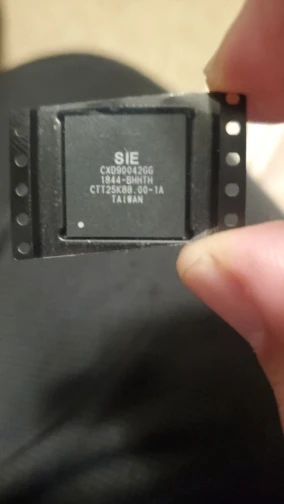 SIE
CXD90042GG
1844-BHHTH
CTT25K88.00-1A
TAIWAN